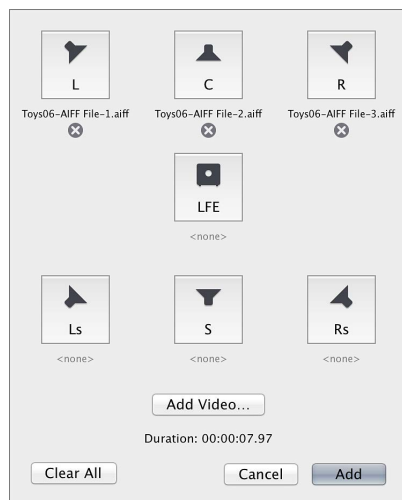 L C R
Toys06-AIFF File-1.aiff Toys06-AIFF File-2.aiff Toys06-AIFF File-3.aiff
LFE
<none>
Ls S Rs
<none> <none> <none>
Add Video...
Duration: 00:00:07.97
Clear All Cancel Add